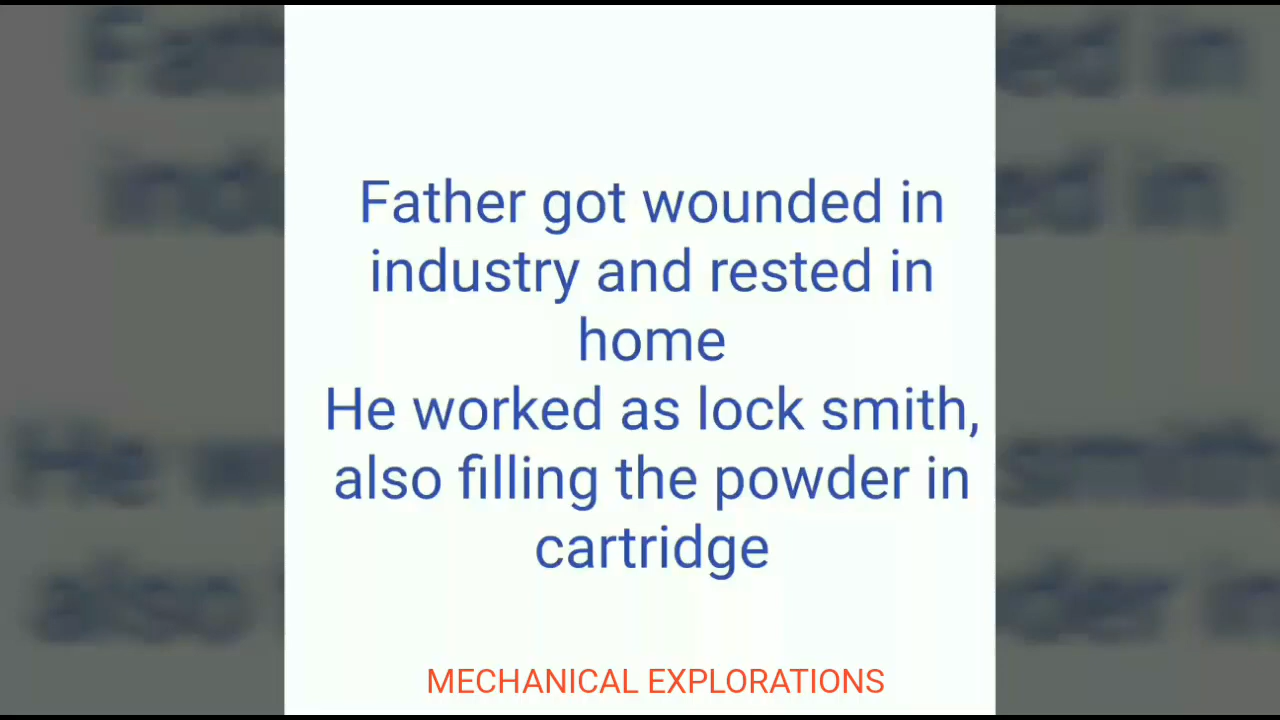 Father got wounded in
industry and rested in
home
He worked as lock smith,
also filling the powder in
cartridge
MECHANICAL EXPLORATIONS